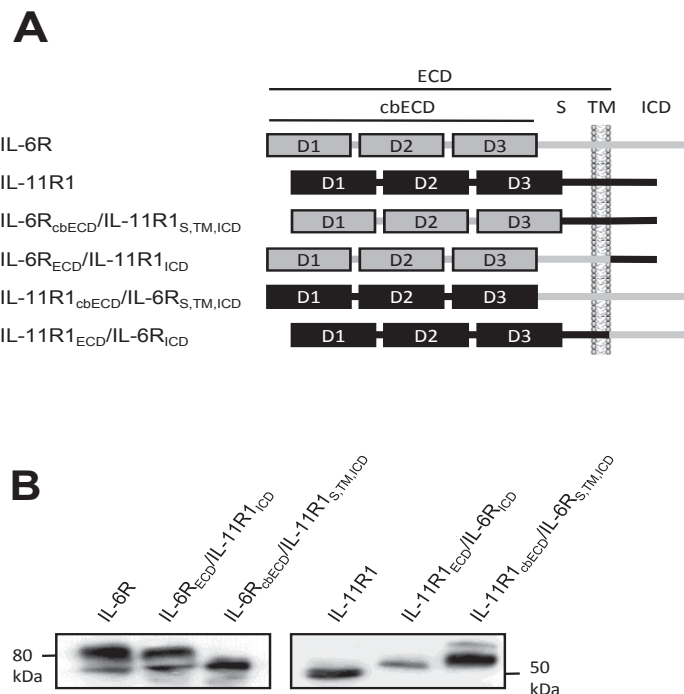 A
ECD
cbECD S TM ICD
IL-6R D1 D2 D3
IL-11R1 D1 D2 D3
IL-6RcbECD/IL-11R1S,TM,ICD D1 D2 D3
IL-6RECD/IL-11R1ICD D1 D2 D3
IL-11R1cbECD/IL-6RS,TM,ICD D1 D2 D3
IL-11R1ECD/IL-6RICD D1 D2 D3
B
IL-6R
IL-6RECD/IL-11R1ICD
IL-6RcbECD/IL-11R1S,TM,ICD
IL-11R1
IL-11R1ECD/IL-6RICD
IL-11R1cbECD/IL-6RS,TM,ICD
80
kDa
50
kDa